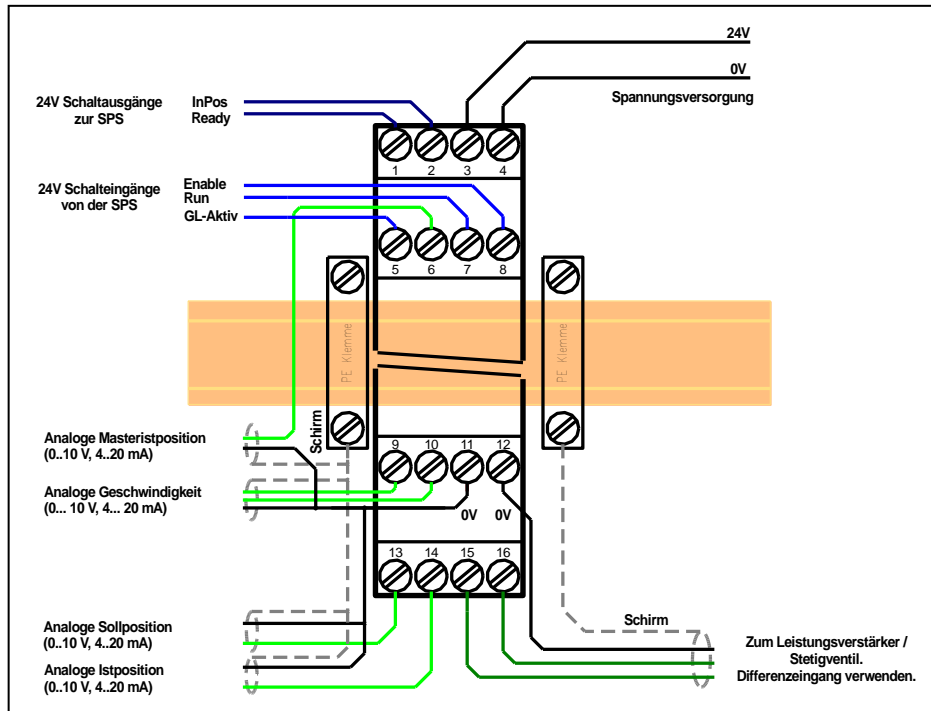 24V
0V
Spannungsversorgung
24V Schaltausgänge
zur SPS
InPos
Ready
1 2 3 4
24V Schalteingänge
von der SPS
Enable
Run
GL-Aktiv
5 6 7 8
PE Klemme
PE Klemme
Schirm
Analoge Masteristposition
(0..10 V, 4..20 mA)
9 10 11 12
Analoge Geschwindigkeit
(0... 10 V, 4... 20 mA)
0V 0V
13 14 15 16
Analoge Sollposition
(0..10 V, 4..20 mA)
Analoge Istposition
(0..10 V, 4..20 mA)
Schirm
Zum Leistungsverstärker /
Stetigventil.
Differenzeingang verwenden.